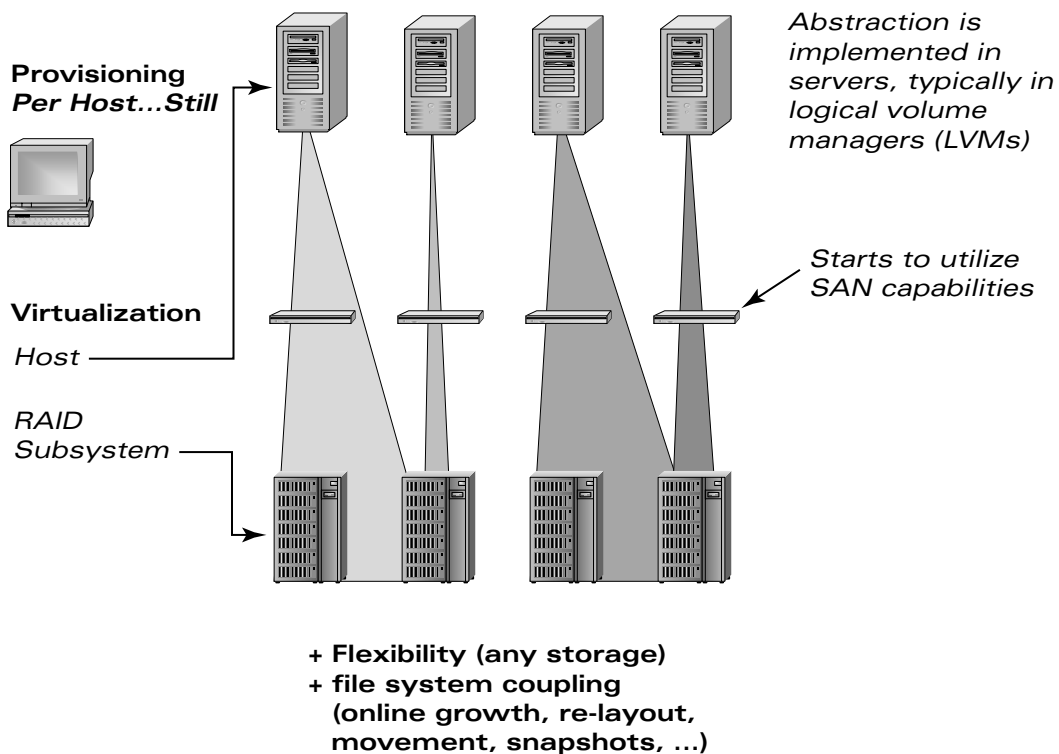 Provisioning
Per Host...Still
Abstraction is
implemented in
servers, typically in
logical volume
managers (LVMs)
Starts to utilize
SAN capabilities
Virtualization
Host
RAID
Subsystem
+ Flexibility (any storage)
+ file system coupling
(online growth, re-layout,
movement, snapshots, ...)